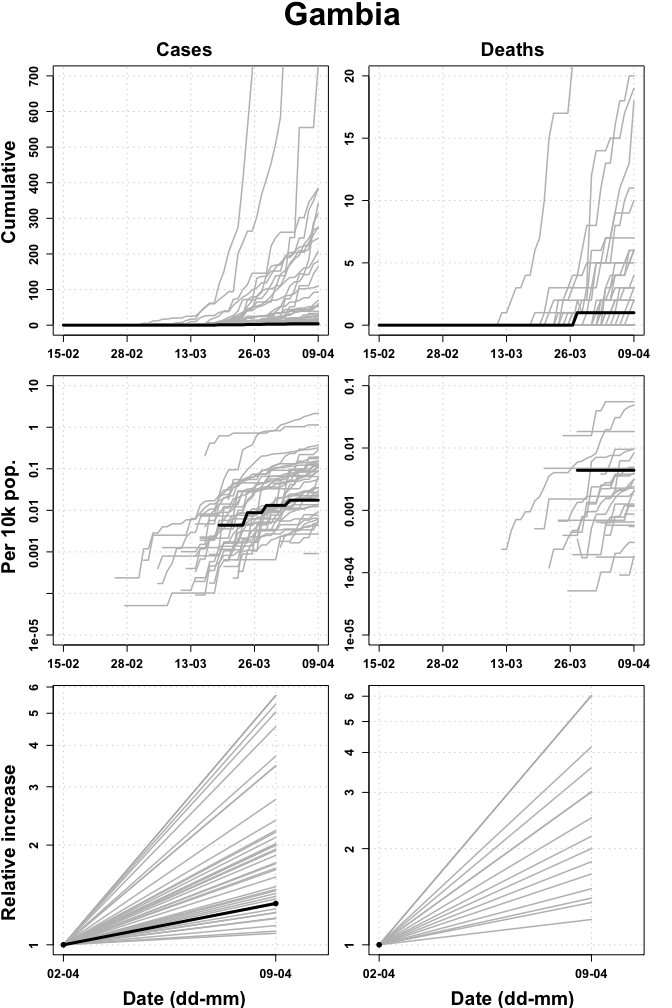 Gambia
Cases
Deaths
Cumulative
700
600
500
400
300
200
100
0
15-02 28-02 13-03 26-03 09-04
20
15
10
5
0
15-02 28-02 13-03 26-03 09-04
Per 10k pop.
10
1
0.1
0.01
0.001
1e-05
15-02 28-02 13-03 26-03 09-04
0.1
0.01
0.001
1e-04
1e-05
15-02 28-02 13-03 26-03 09-04
Relative increase
6
5
4
3
2
1
02-04 09-04
Date (dd-mm)
6
5
4
3
2
1
02-04 09-04
Date (dd-mm)